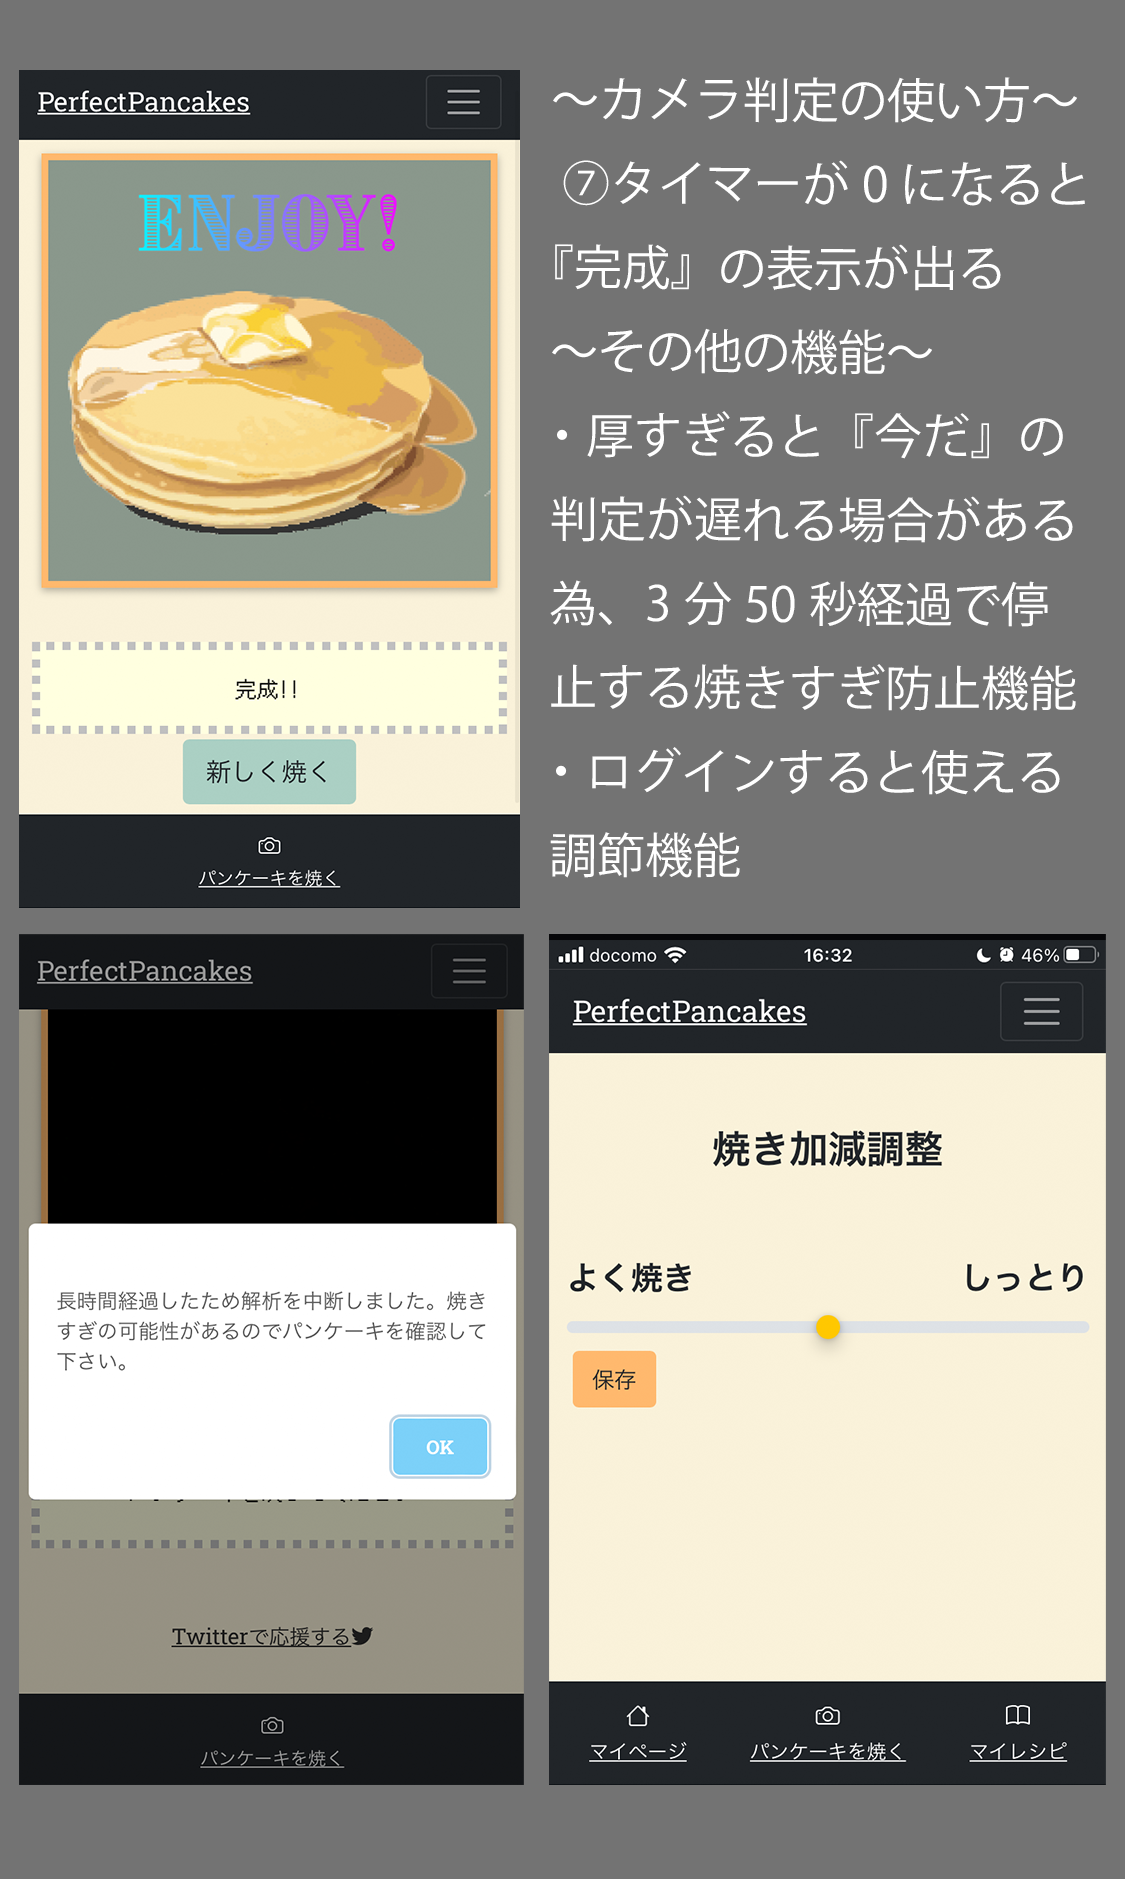 PerfectPancakes
ENJOY!
完成!!
新しく焼く
パンケーキを焼く
〜カメラ判定の使い方〜
⑦タイマーが 0 になると
『完成』の表示が出る
〜その他の機能〜
・厚すぎると『今だ』の
判定が遅れる場合がある
為、3 分 50 秒経過で停
止する焼きすぎ防止機能
・ログインすると使える
調節機能
PerfectPancakes
長時間経過したため解析を中断しました。焼き
すぎの可能性があるのでパンケーキを確認して
下さい。
OK
Twitterで応援する
パンケーキを焼く
docomo 16:32 46%
PerfectPancakes
焼き加減調整
よく焼き しっとり
保存
マイページ パンケーキを焼く マイレシピ